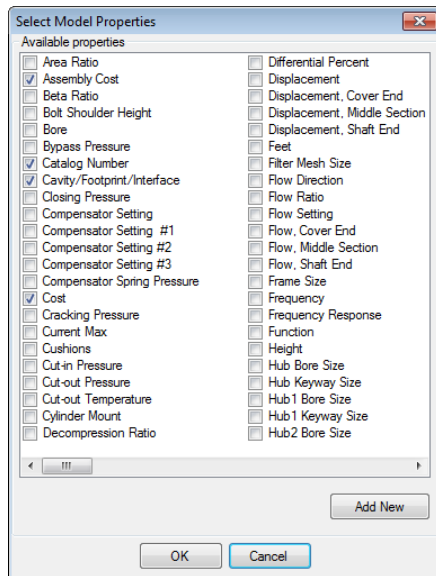 Select Model Properties
Available properties
Area Ratio
Assembly Cost
Beta Ratio
Bolt Shoulder Height
Bore
Bypass Pressure
Catalog Number
Cavity/Footprint/Interface
Closing Pressure
Compensator Setting
Compensator Setting #1
Compensator Setting #2
Compensator Setting #3
Compensator Spring Pressure
Cost
Cracking Pressure
Current Max
Cushions
Cut-in Pressure
Cut-out Pressure
Cut-out Temperature
Cylinder Mount
Decompression Ratio
Differential Percent
Displacement
Displacement, Cover End
Displacement, Middle Section
Displacement, Shaft End
Feet
Filter Mesh Size
Flow Direction
Flow Ratio
Flow Setting
Flow, Cover End
Flow, Middle Section
Flow, Shaft End
Frame Size
Frequency
Frequency Response
Function
Height
Hub Bore Size
Hub Keyway Size
Hub1 Bore Size
Hub1 Keyway Size
Hub2 Bore Size
Add New
OK
Cancel